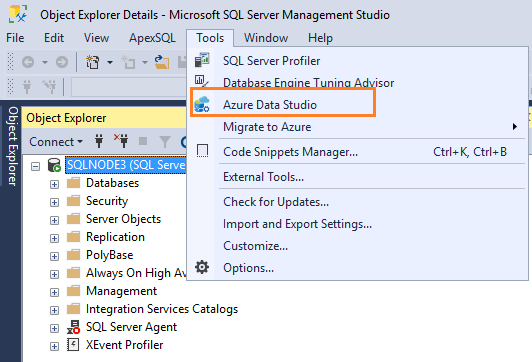 Object Explorer Details - Microsoft SQL Server Management Studio
File Edit View ApexSQL Tools Window Help
New
SQL Server Profiler
Database Engine Tuning Advisor
Azure Data Studio
Migrate to Azure
Code Snippets Manager... Ctrl+K, Ctrl+B
External Tools...
Check for Updates...
Import and Export Settings...
Customize...
Options...
Object Explorer
Object Explorer
Connect
SQLNODE3 (SQL Serve
Databases
Security
Server Objects
Replication
PolyBase
Always On High Av
Management
Integration Services Catalogs
SQL Server Agent
XEvent Profiler